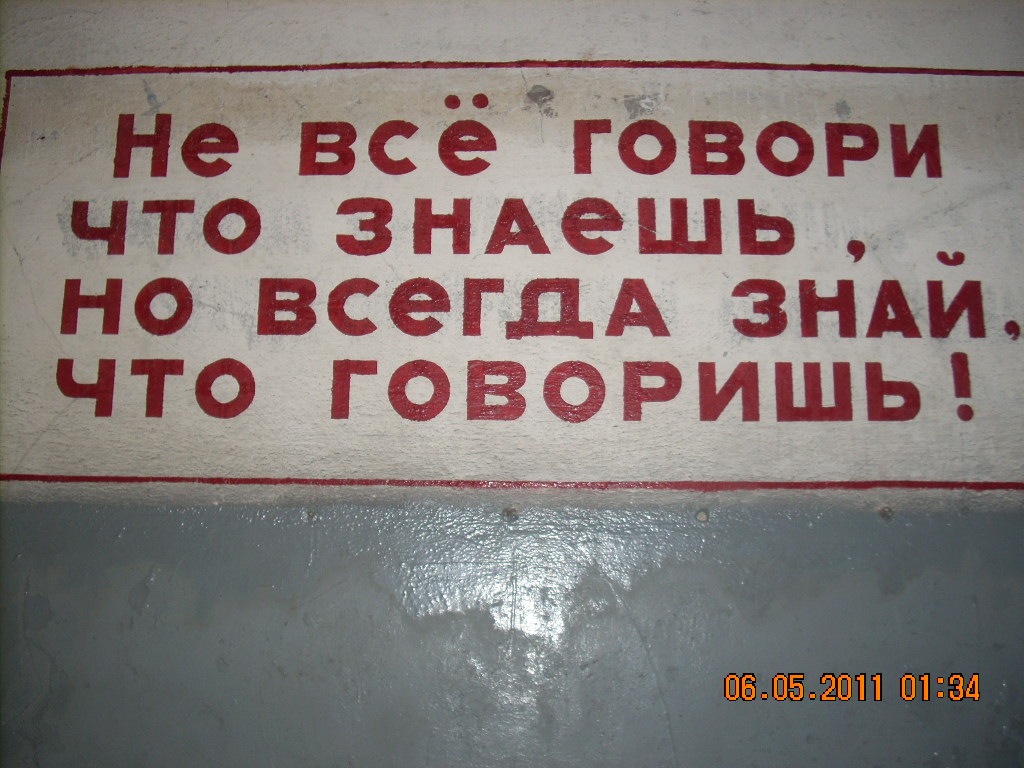 Не всё говори
что знаешь ,
но всегда знай,
что говоришь!
06.05.2011 01:34